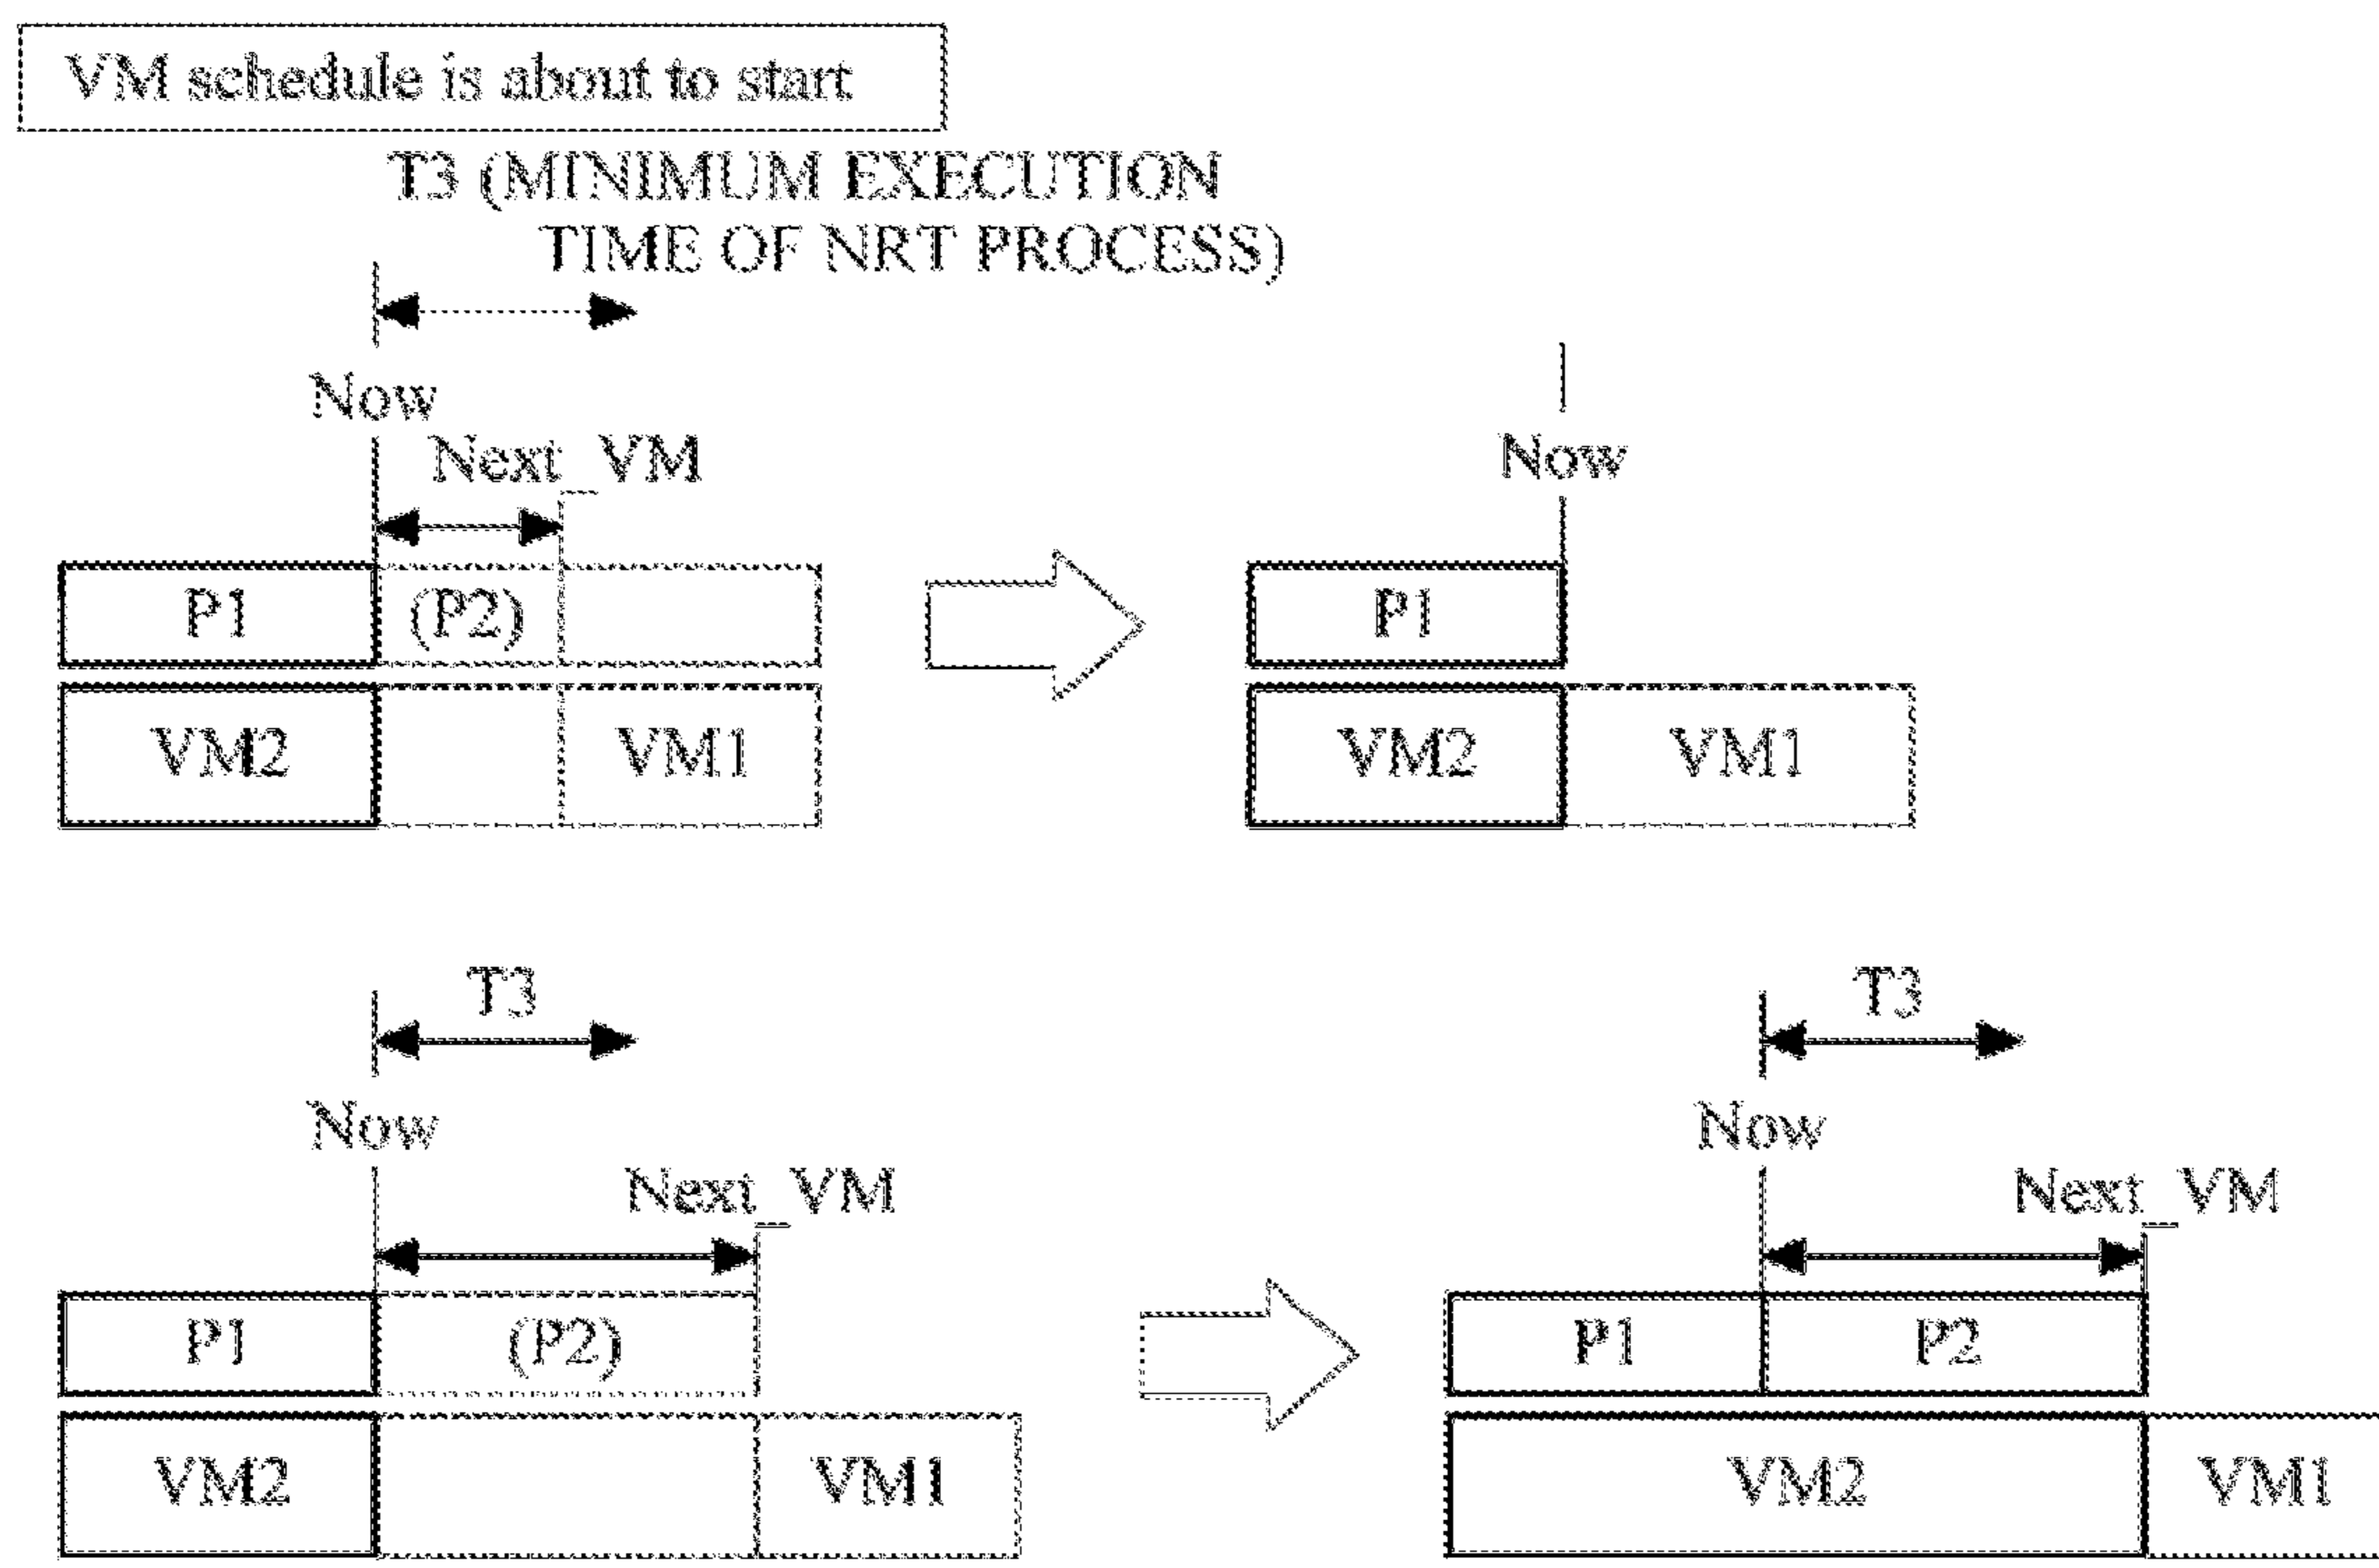 VM schedule is about to start
T3 (MINIMUM EXECUTION
TIME OF NRT PROCESS)
Now
Next_VM
Now
P1
(P2)
P1
VM2
VM1
VM2
VM1
T3
T3
Now
Now
Next_VM
Next_VM
P1
(P2)
P1
P2
VM2
VM1
VM2
VM1